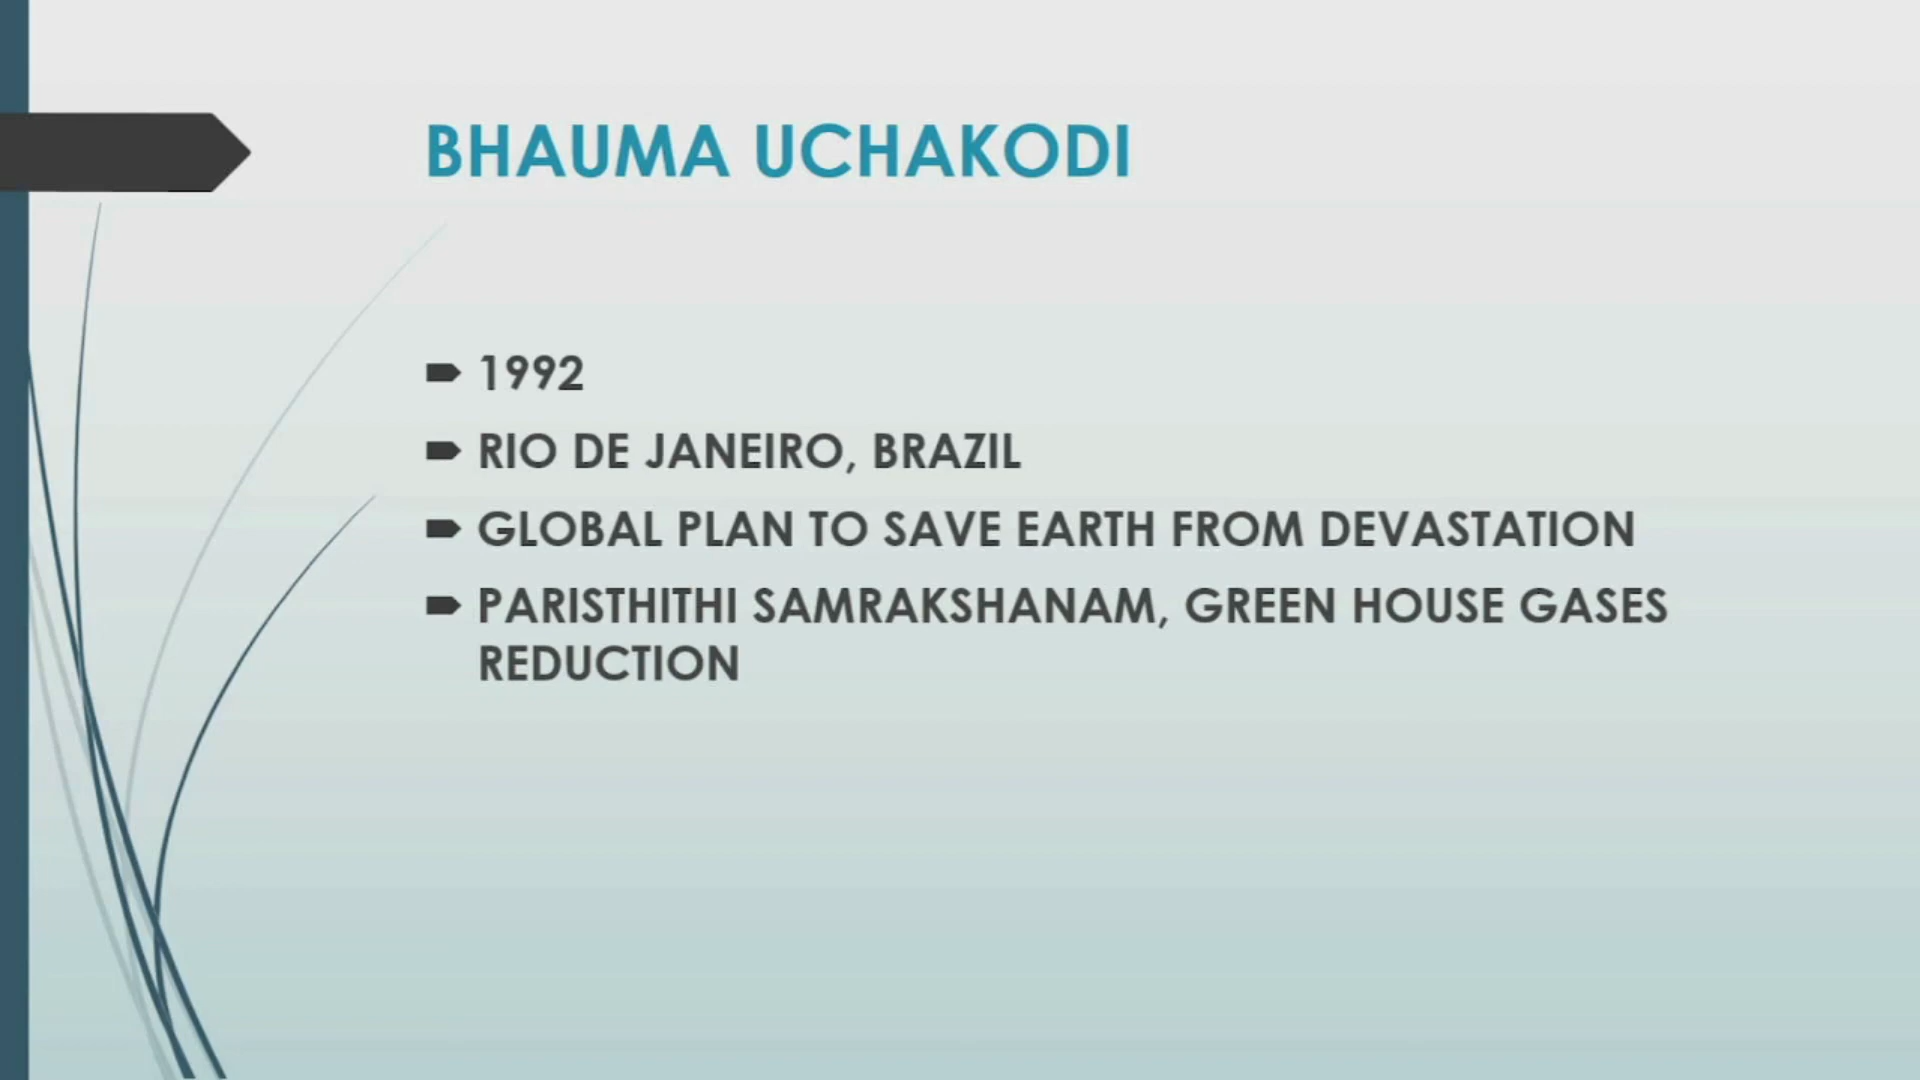 BHAUMA UCHAKODI
1992
RIO DE JANEIRO, BRAZIL
GLOBAL PLAN TO SAVE EARTH FROM DEVASTATION
PARISTHITHI SAMRAKSHANAM, GREEN HOUSE GASES
REDUCTION